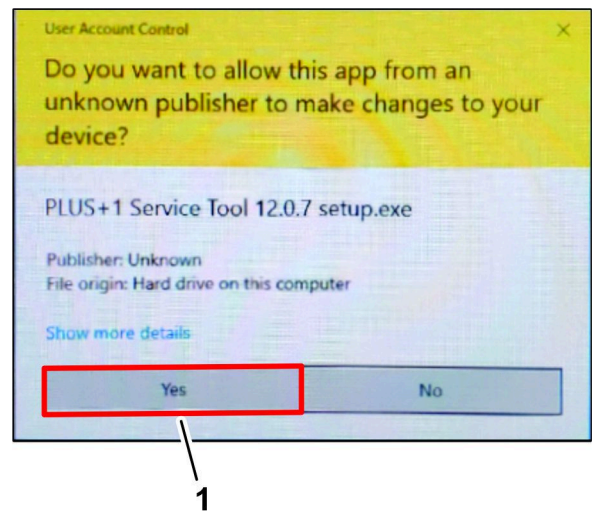 User Account Control
Do you want to allow this app from an
unknown publisher to make changes to your
device?
PLUS+1 Service Tool 12.0.7 setup.exe
Publisher: Unknown
File origin: Hard drive on this computer
Show more details
Yes
No
1